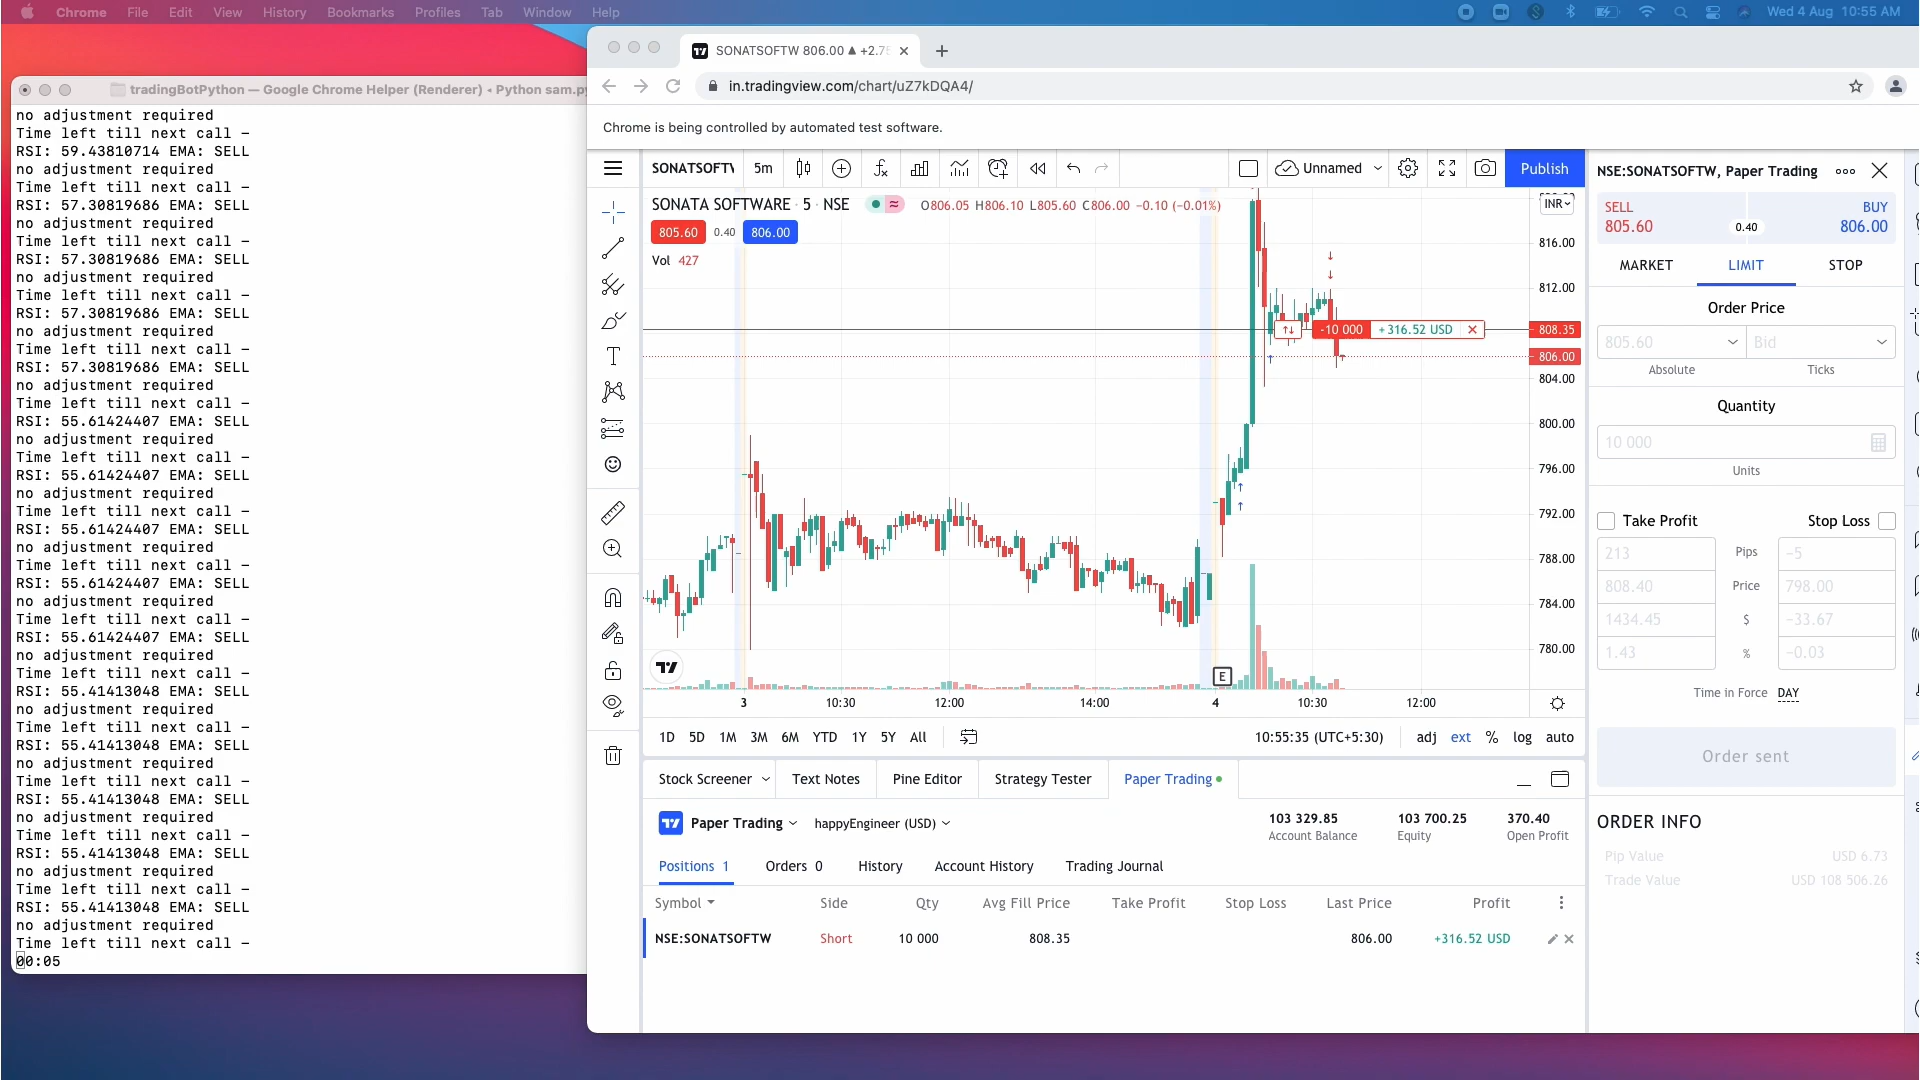 Chrome File Edit View History Bookmarks Profiles Tab Window Help Wed 4 Aug 10:55 AM
tradingBotPython — Google Chrome Helper (Renderer) ◂ Python sam.py
no adjustment required
Time left till next call –
RSI: 59.43810714 EMA: SELL
no adjustment required
Time left till next call –
RSI: 57.30819686 EMA: SELL
no adjustment required
Time left till next call –
RSI: 57.30819686 EMA: SELL
no adjustment required
Time left till next call –
RSI: 57.30819686 EMA: SELL
no adjustment required
Time left till next call –
RSI: 57.30819686 EMA: SELL
no adjustment required
Time left till next call –
RSI: 55.61424407 EMA: SELL
no adjustment required
Time left till next call –
RSI: 55.61424407 EMA: SELL
no adjustment required
Time left till next call –
RSI: 55.61424407 EMA: SELL
no adjustment required
Time left till next call –
RSI: 55.61424407 EMA: SELL
no adjustment required
Time left till next call –
RSI: 55.61424407 EMA: SELL
no adjustment required
Time left till next call –
RSI: 55.41413048 EMA: SELL
no adjustment required
Time left till next call –
RSI: 55.41413048 EMA: SELL
no adjustment required
Time left till next call –
RSI: 55.41413048 EMA: SELL
no adjustment required
Time left till next call –
RSI: 55.41413048 EMA: SELL
no adjustment required
Time left till next call –
RSI: 55.41413048 EMA: SELL
no adjustment required
Time left till next call –
00:05
SONATSOFTW 806.00 ▲ +2.75
in.tradingview.com/chart/uZ7kDQA4/
Chrome is being controlled by automated test software.
SONATSOFTW 5m Unnamed Publish
SONATA SOFTWARE · 5 · NSE O806.05 H806.10 L805.60 C806.00 −0.10 (−0.01%)
805.60 0.40 806.00
Vol 427
INR
816.00
812.00
808.35
806.00
804.00
800.00
796.00
792.00
788.00
784.00
780.00
-10 000 +316.52 USD
E
3 10:30 12:00 14:00 4 10:30 12:00
1D 5D 1M 3M 6M YTD 1Y 5Y All 10:55:35 (UTC+5:30) adj ext % log auto
Stock Screener Text Notes Pine Editor Strategy Tester Paper Trading
Paper Trading happyEngineer (USD)
103 329.85 103 700.25 370.40
Account Balance Equity Open Profit
Positions 1 Orders 0 History Account History Trading Journal
Symbol Side Qty Avg Fill Price Take Profit Stop Loss Last Price Profit
NSE:SONATSOFTW Short 10 000 808.35 806.00 +316.52 USD
NSE:SONATSOFTW, Paper Trading
SELL BUY
805.60 0.40 806.00
MARKET LIMIT STOP
Order Price
805.60 Bid
Absolute Ticks
Quantity
10 000
Units
Take Profit Stop Loss
213 Pips -5
808.40 Price 798.00
1434.45 $ -33.67
1.43 % -0.03
Time in Force DAY
Order sent
ORDER INFO
Pip Value USD 6.73
Trade Value USD 108 506.26